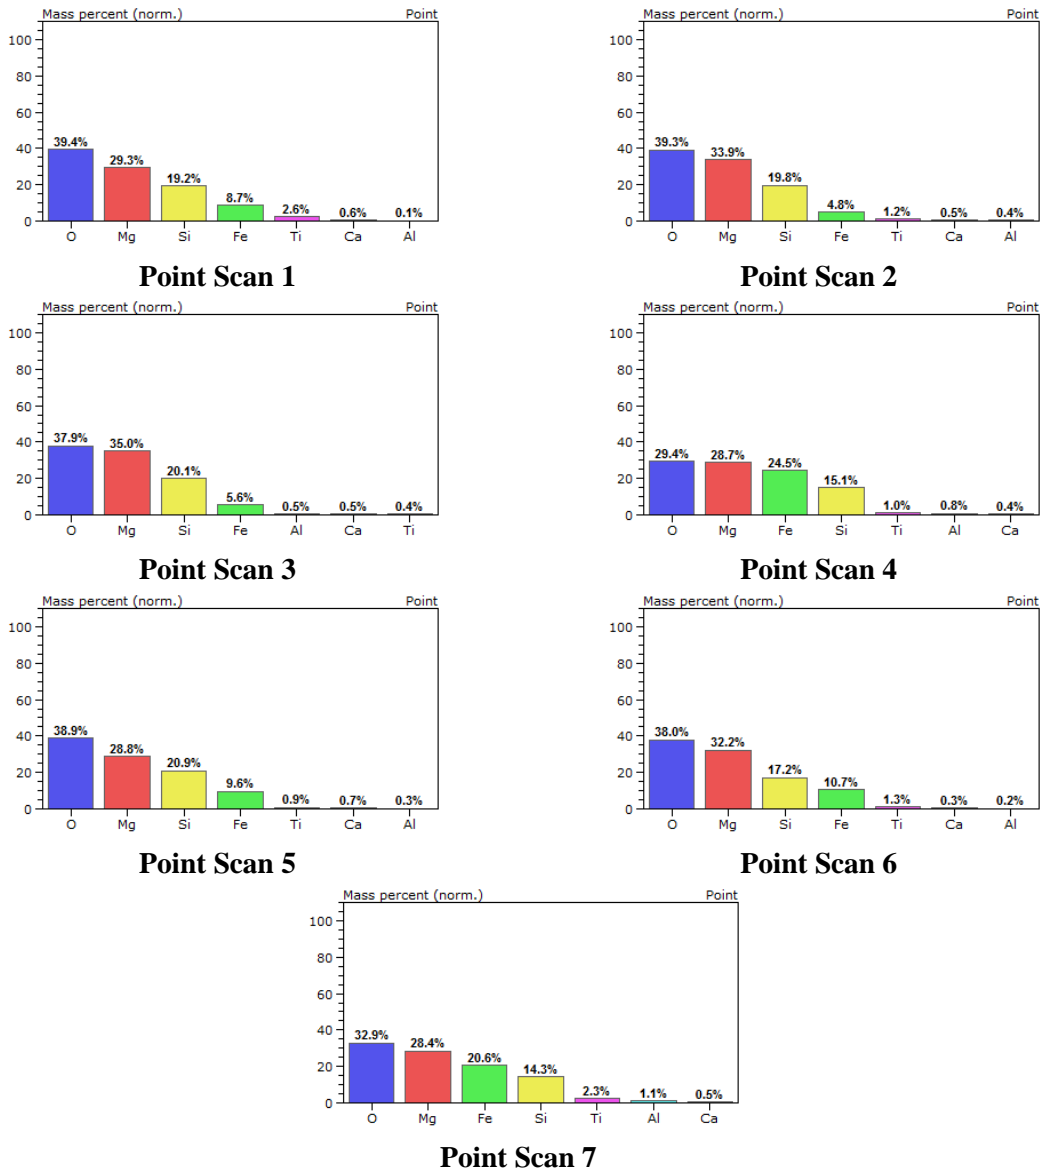 Mass percent (norm.) Point
100
80
60
40
20
0
39.4% 29.3% 19.2% 8.7% 2.6% 0.6% 0.1%
O Mg Si Fe Ti Ca Al
Point Scan 1
Mass percent (norm.) Point
100
80
60
40
20
0
39.3% 33.9% 19.8% 4.8% 1.2% 0.5% 0.4%
O Mg Si Fe Ti Ca Al
Point Scan 2
Mass percent (norm.) Point
100
80
60
40
20
0
37.9% 35.0% 20.1% 5.6% 0.5% 0.5% 0.4%
O Mg Si Fe Al Ca Ti
Point Scan 3
Mass percent (norm.) Point
100
80
60
40
20
0
29.4% 28.7% 24.5% 15.1% 1.0% 0.8% 0.4%
O Mg Fe Si Ti Al Ca
Point Scan 4
Mass percent (norm.) Point
100
80
60
40
20
0
38.9% 28.8% 20.9% 9.6% 0.9% 0.7% 0.3%
O Mg Si Fe Ti Ca Al
Point Scan 5
Mass percent (norm.) Point
100
80
60
40
20
0
38.0% 32.2% 17.2% 10.7% 1.3% 0.3% 0.2%
O Mg Si Fe Ti Ca Al
Point Scan 6
Mass percent (norm.) Point
100
80
60
40
20
0
32.9% 28.4% 20.6% 14.3% 2.3% 1.1% 0.5%
O Mg Fe Si Ti Al Ca
Point Scan 7